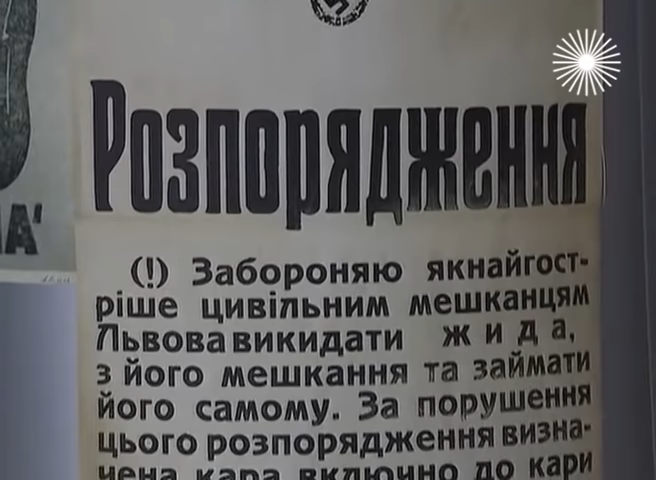 Розпорядження
(!) Забороняю якнайгост-
ріше цивільним мешканцям
Львова викидати жида,
з його мешкання та займати
його самому. За порушення
цього розпорядження визна-
чена кара включно до кари